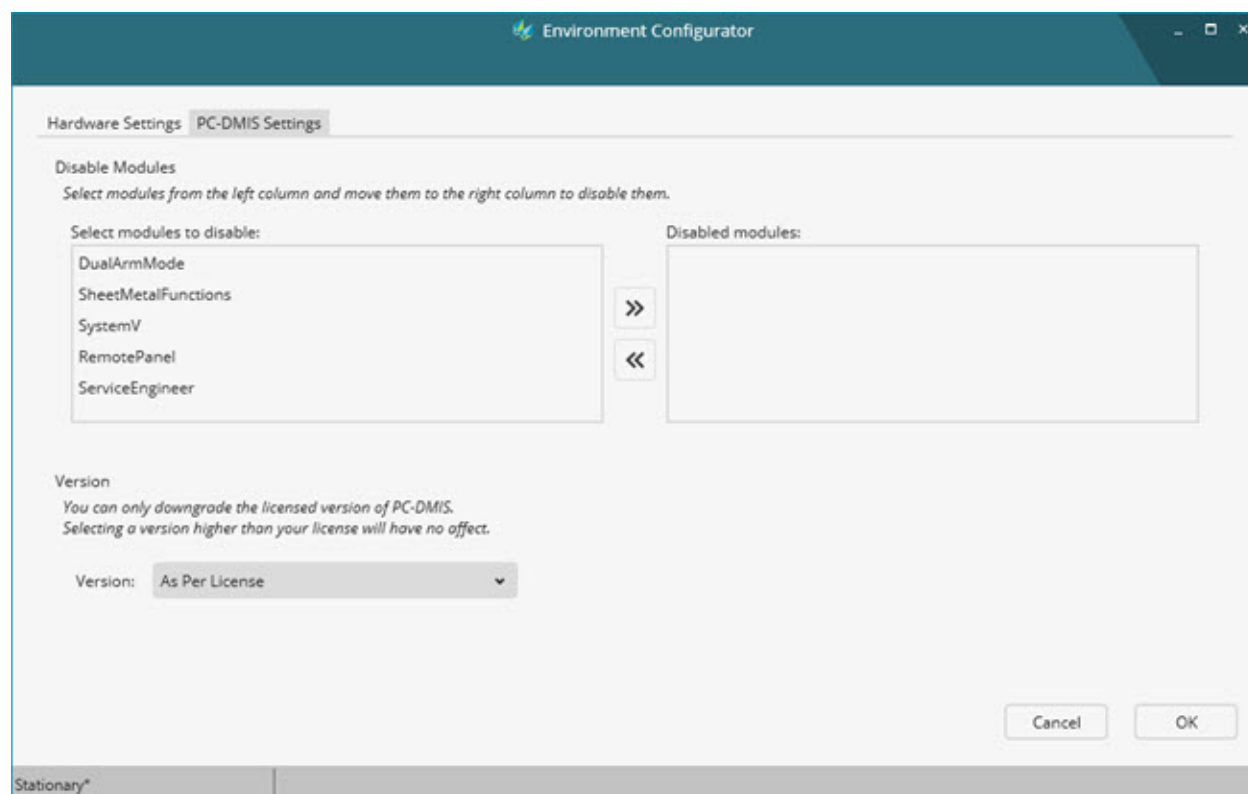 Environment Configurator
Hardware Settings PC-DMIS Settings
Disable Modules
Select modules from the left column and move them to the right column to disable them.
Select modules to disable:
Disabled modules:
DualArmMode
SheetMetalFunctions
SystemV
RemotePanel
ServiceEngineer
Version
You can only downgrade the licensed version of PC-DMIS.
Selecting a version higher than your license will have no affect.
Version: As Per License
Cancel OK
Stationary*